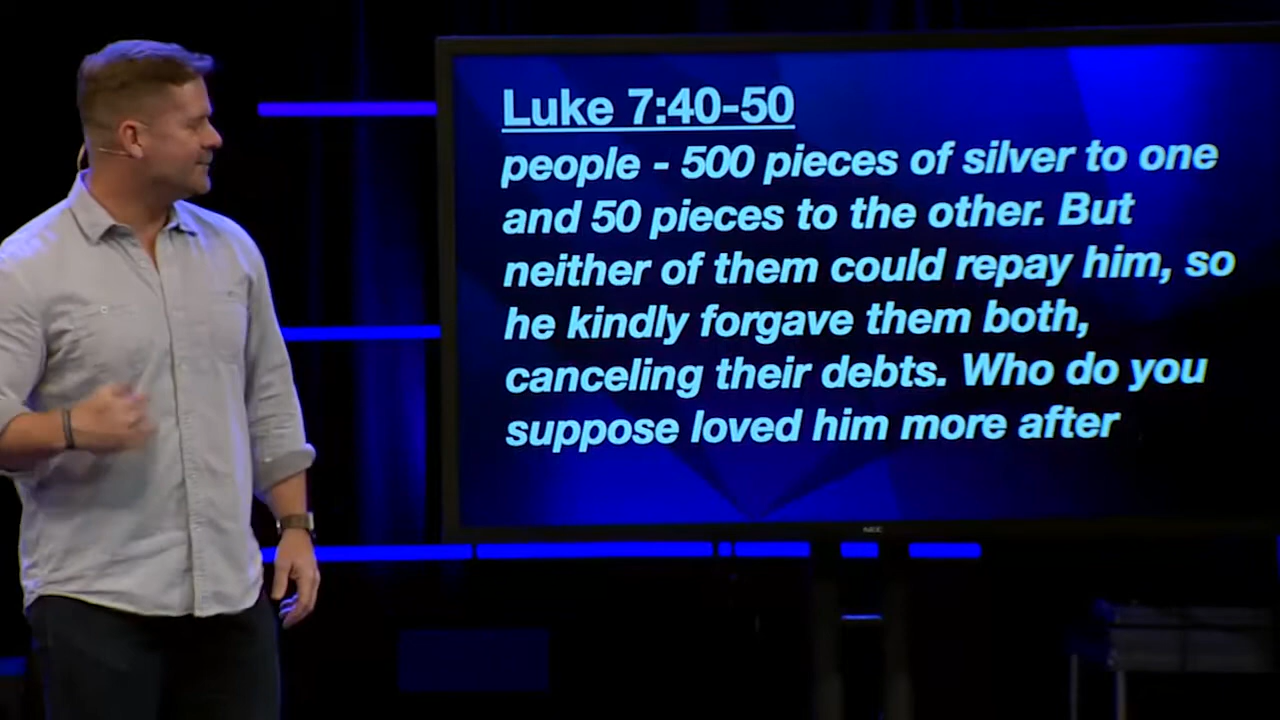 Luke 7:40-50
people - 500 pieces of silver to one
and 50 pieces to the other. But
neither of them could repay him, so
he kindly forgave them both,
canceling their debts. Who do you
suppose loved him more after
NEC